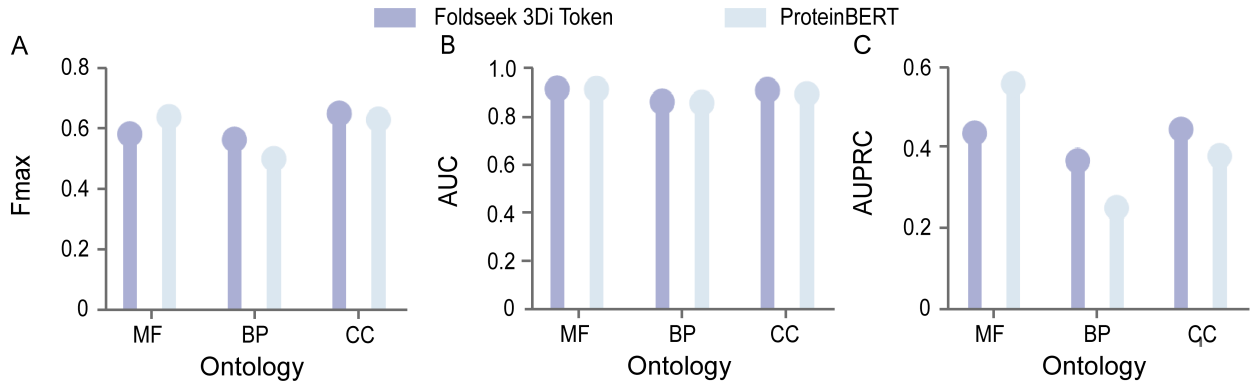 Foldseek 3Di Token ProteinBERT
A
Fmax
0.8
0.6
0.4
0.2
0
MF BP CC
Ontology
B
AUC
1.0
0.8
0.6
0.4
0.2
0
MF BP CC
Ontology
C
AUPRC
0.6
0.4
0.2
0
MF BP CC
Ontology